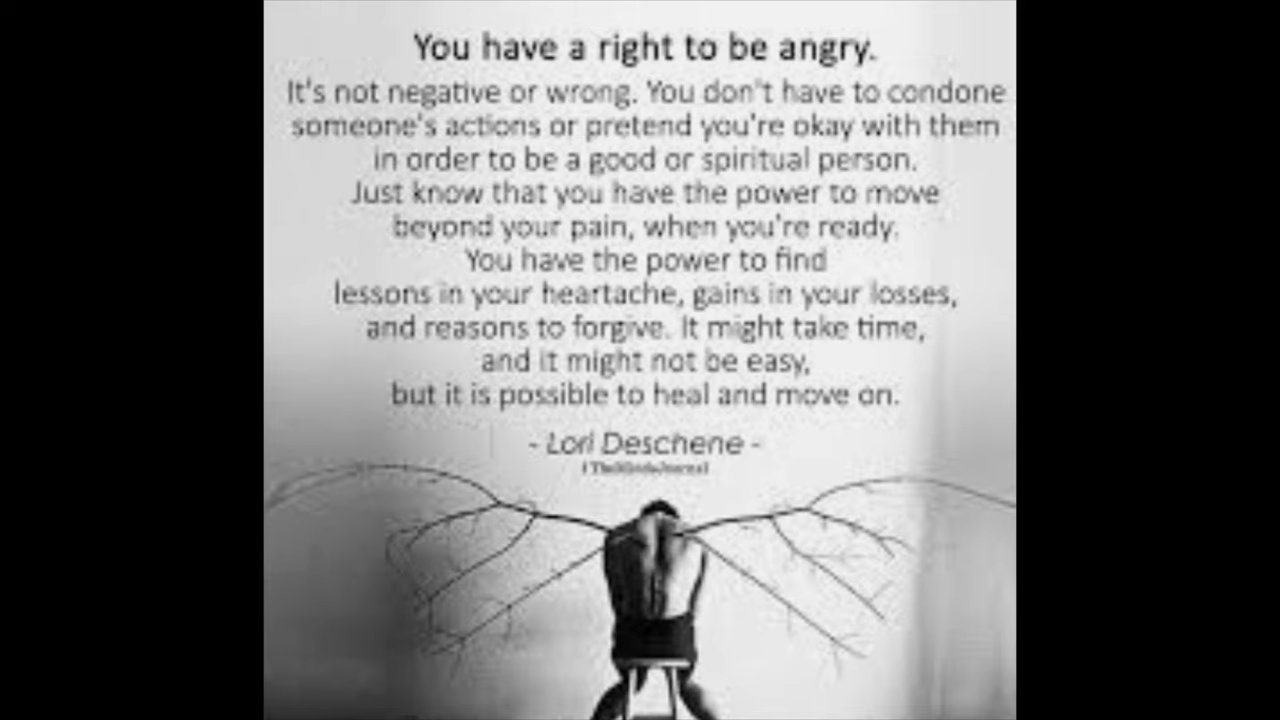 You have a right to be angry.
It's not negative or wrong. You don't have to condone
someone's actions or pretend you're okay with them
in order to be a good or spiritual person.
Just know that you have the power to move
beyond your pain, when you're ready.
You have the power to find
lessons in your heartache, gains in your losses,
and reasons to forgive. It might take time,
and it might not be easy,
but it is possible to heal and move on.
- Lori Deschene -